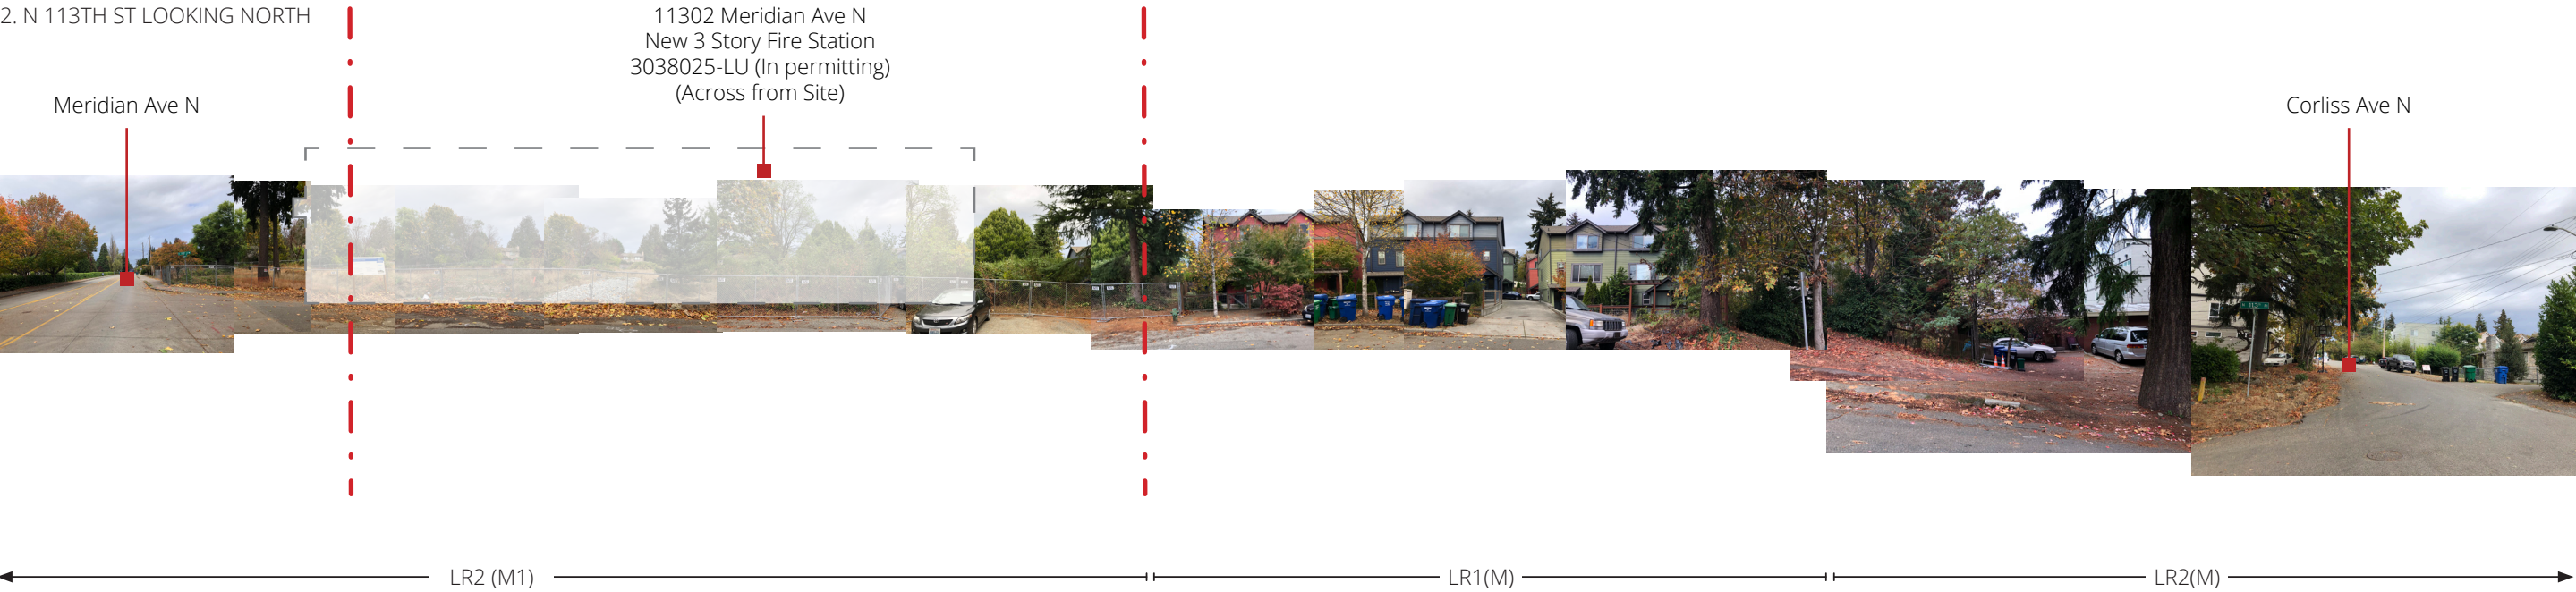 2. N 113TH ST LOOKING NORTH
11302 Meridian Ave N
New 3 Story Fire Station
3038025-LU (In permitting)
(Across from Site)
Meridian Ave N
Corliss Ave N
LR2 (M1)
LR1(M)
LR2(M)